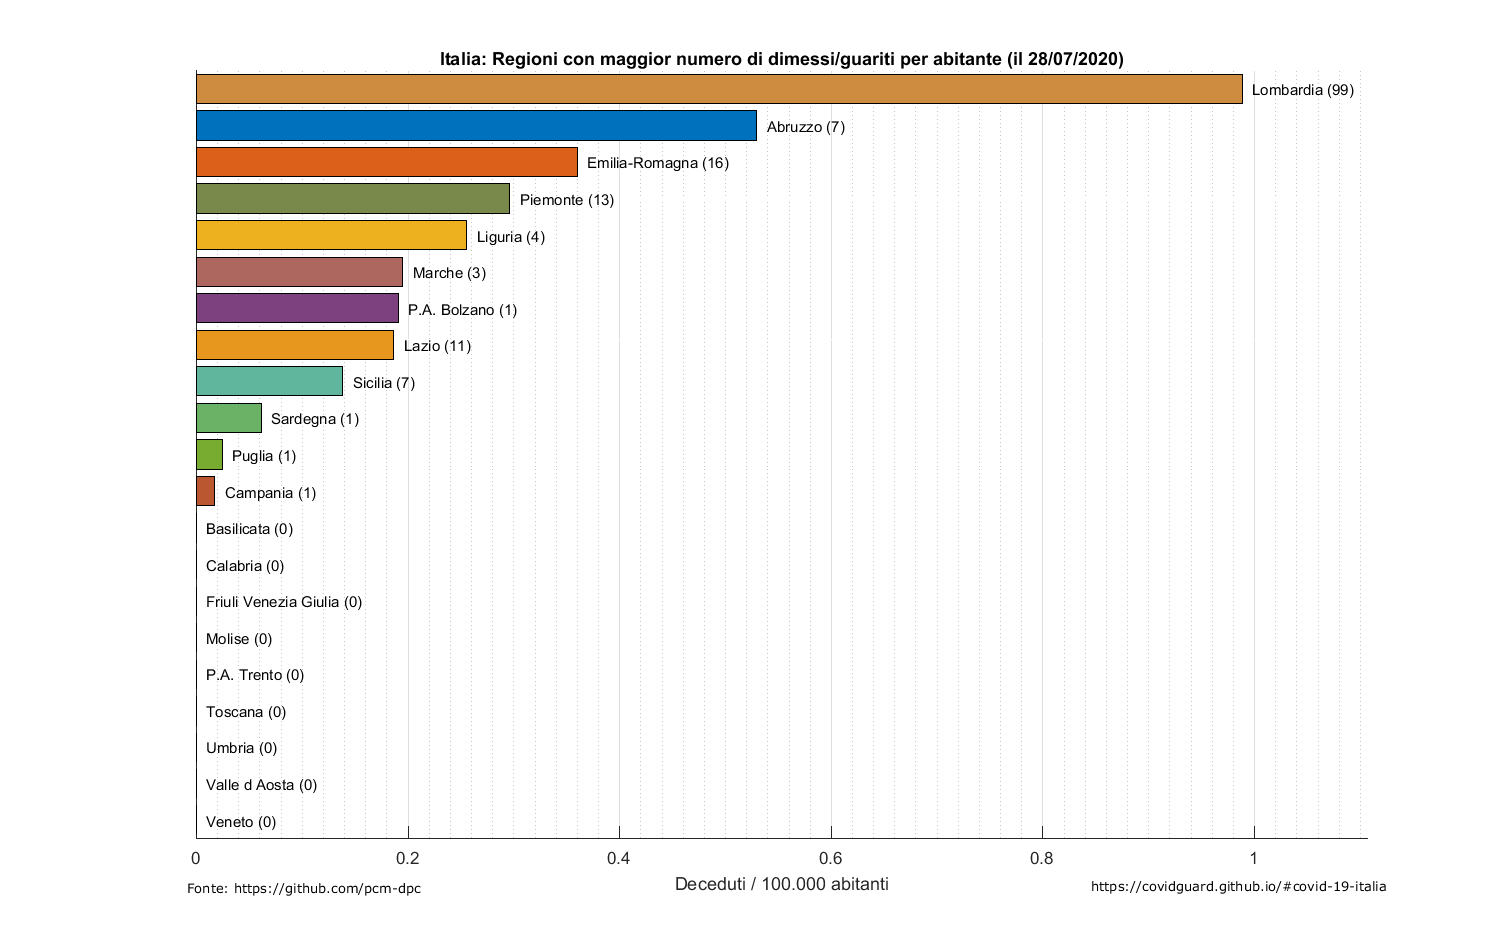 Italia: Regioni con maggior numero di dimessi/guariti per abitante (il 28/07/2020)
Lombardia (99)
Abruzzo (7)
Emilia-Romagna (16)
Piemonte (13)
Liguria (4)
Marche (3)
P.A. Bolzano (1)
Lazio (11)
Sicilia (7)
Sardegna (1)
Puglia (1)
Campania (1)
Basilicata (0)
Calabria (0)
Friuli Venezia Giulia (0)
Molise (0)
P.A. Trento (0)
Toscana (0)
Umbria (0)
Valle d Aosta (0)
Veneto (0)
0 0.2 0.4 0.6 0.8 1
Deceduti / 100.000 abitanti
Fonte: https://github.com/pcm-dpc
https://covidguard.github.io/#covid-19-italia